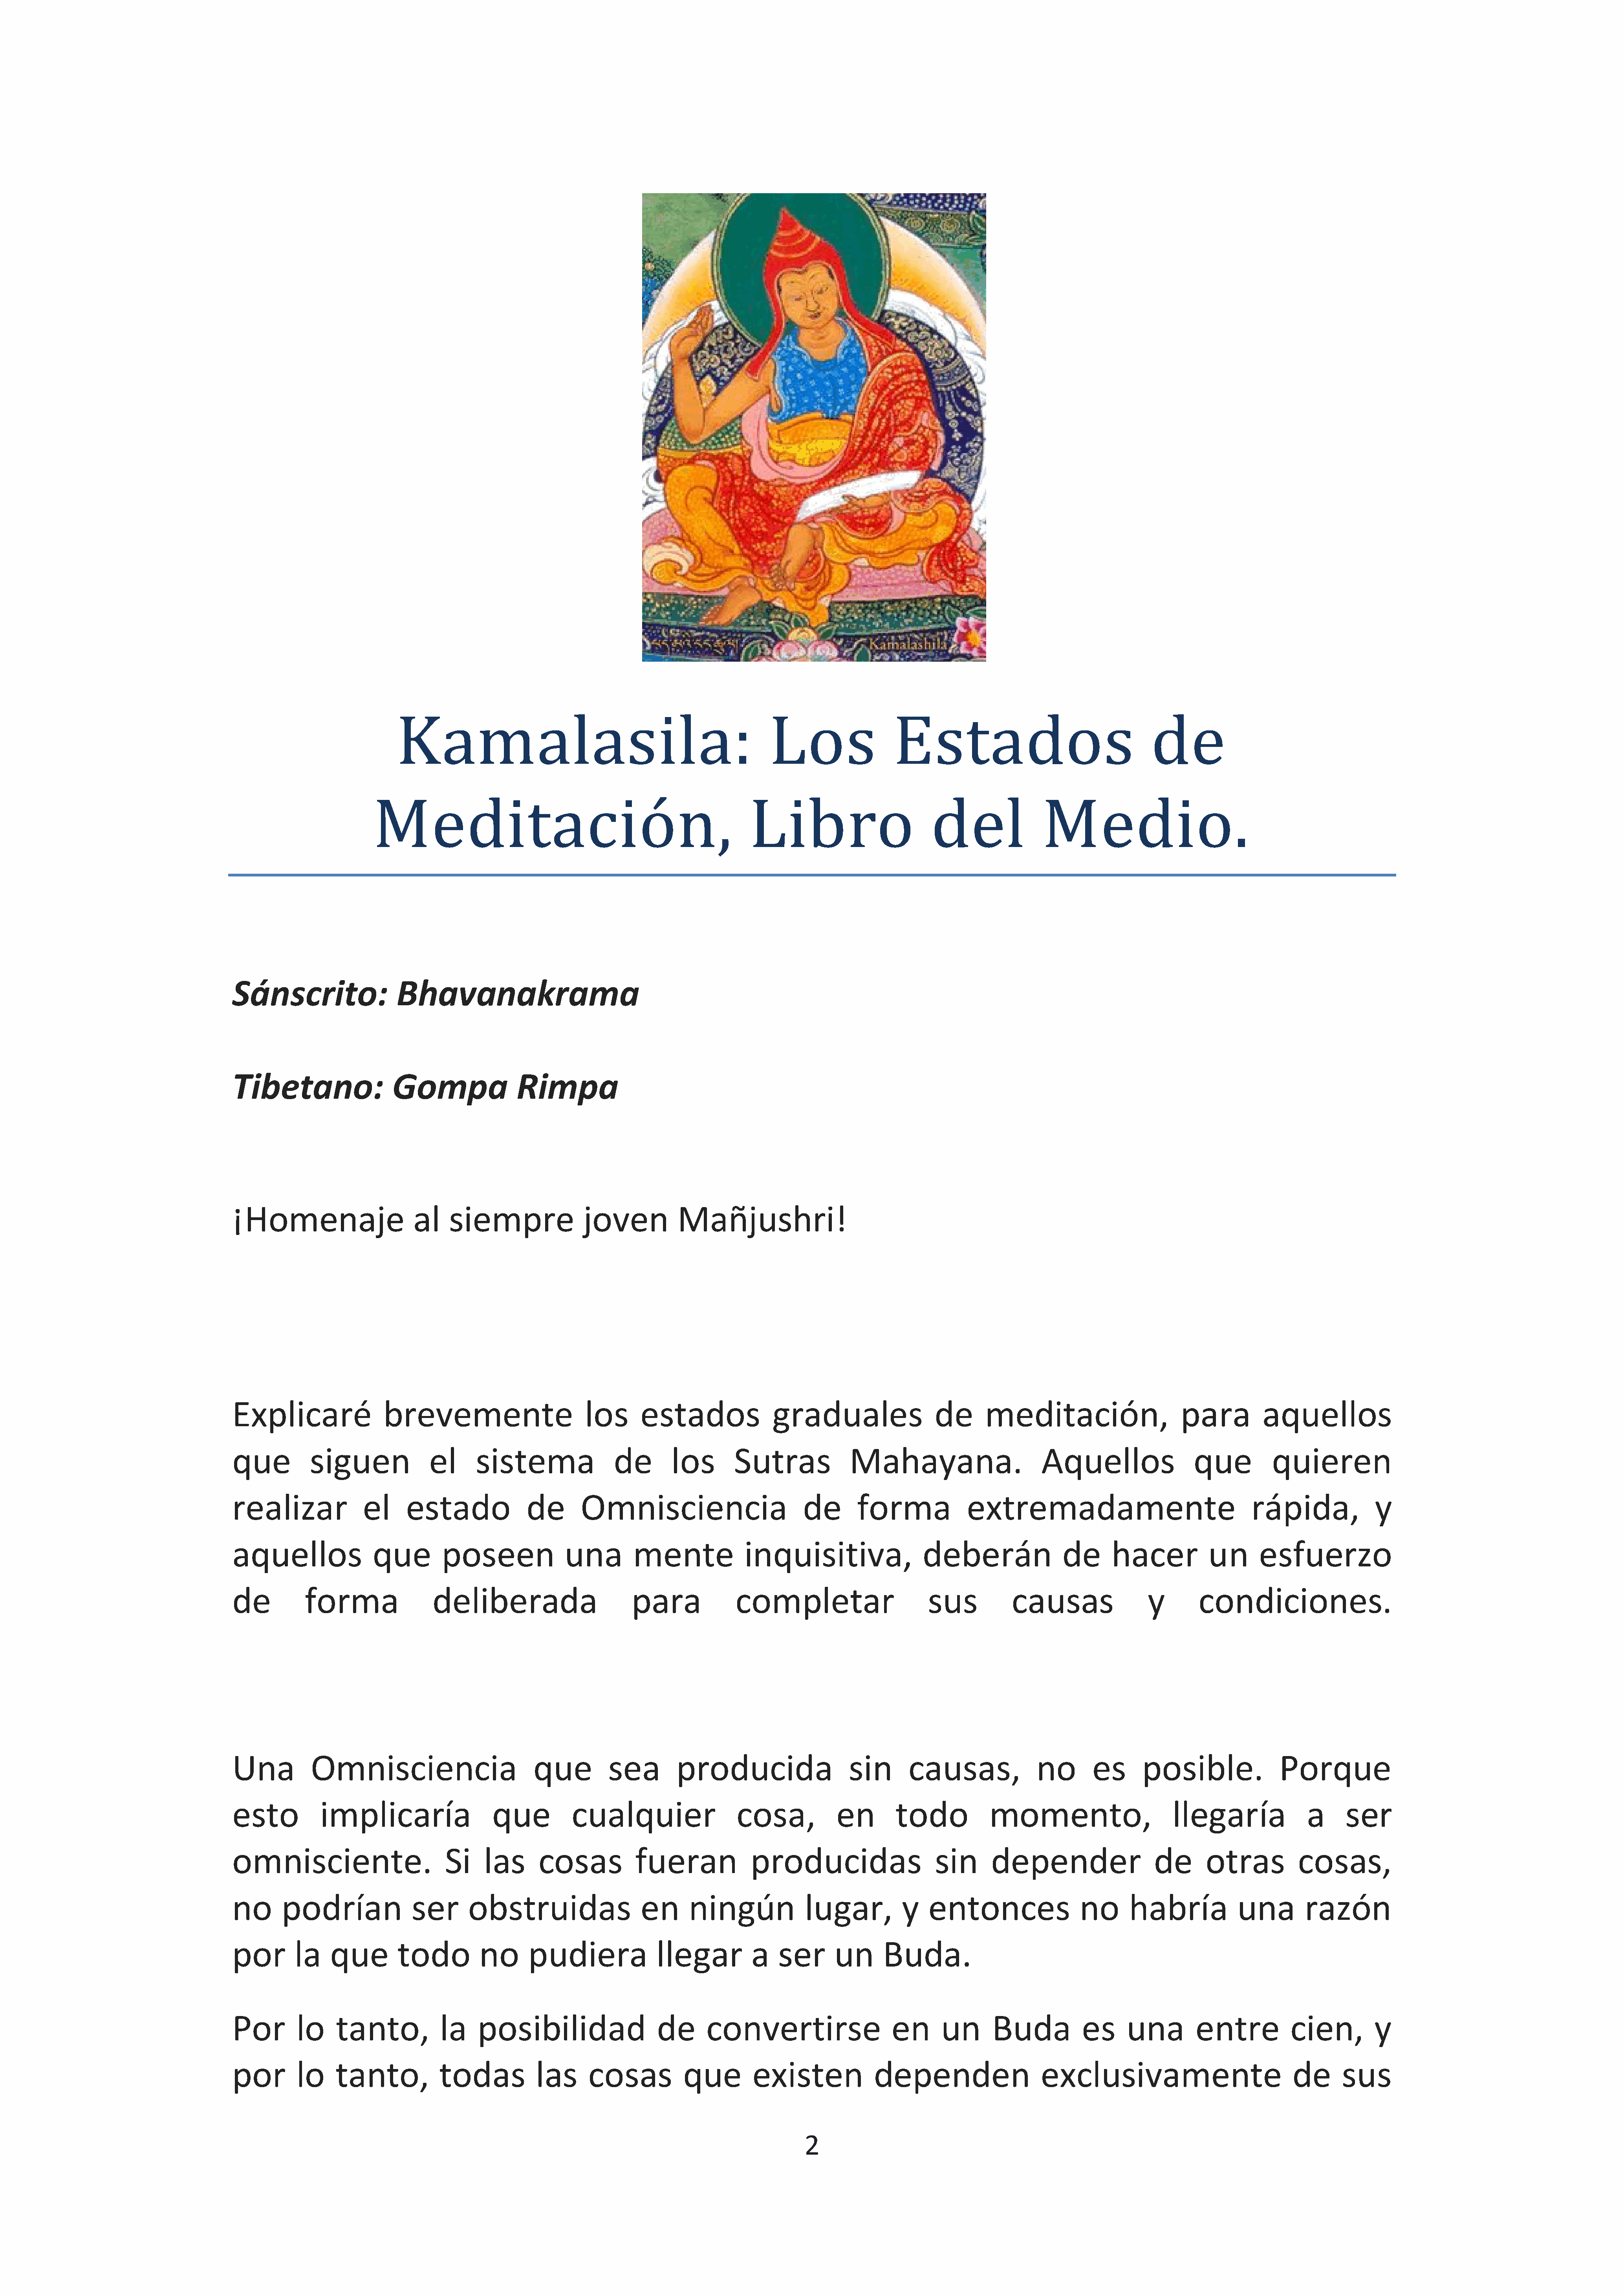 Kamalashila
Kamalasila: Los Estados de
Meditación, Libro del Medio.
Sánscrito: Bhavanakrama
Tibetano: Gompa Rimpa
¡Homenaje al siempre joven Mañjushri!
Explicaré brevemente los estados graduales de meditación, para aquellos
que siguen el sistema de los Sutras Mahayana. Aquellos que quieren
realizar el estado de Omnisciencia de forma extremadamente rápida, y
aquellos que poseen una mente inquisitiva, deberán de hacer un esfuerzo
de forma deliberada para completar sus causas y condiciones.
Una Omnisciencia que sea producida sin causas, no es posible. Porque
esto implicaría que cualquier cosa, en todo momento, llegaría a ser
omnisciente. Si las cosas fueran producidas sin depender de otras cosas,
no podrían ser obstruidas en ningún lugar, y entonces no habría una razón
por la que todo no pudiera llegar a ser un Buda.
Por lo tanto, la posibilidad de convertirse en un Buda es una entre cien, y
por lo tanto, todas las cosas que existen dependen exclusivamente de sus
2